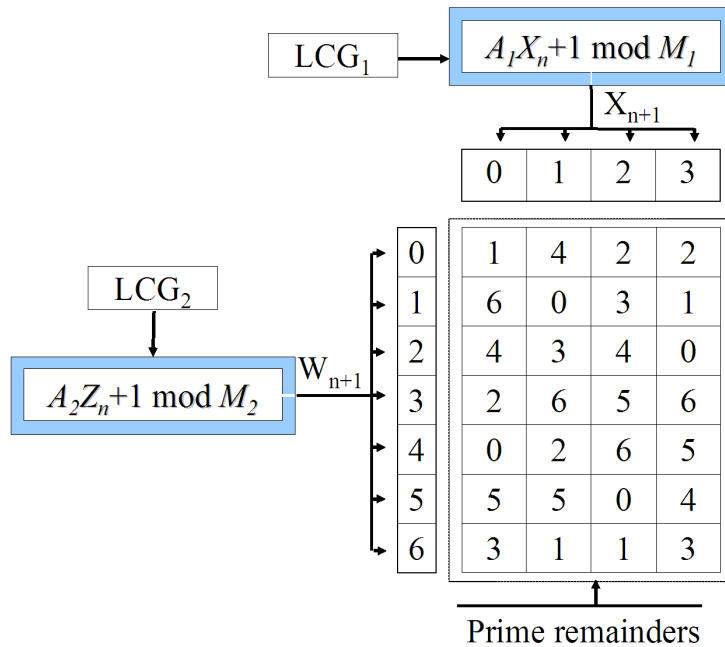 LCG₁
A₁Xₙ+1 mod M₁
Xₙ₊₁
0 1 2 3
0 1 4 2 2
LCG₂
1 6 0 3 1
2 4 3 4 0
A₂Zₙ+1 mod M₂
Wₙ₊₁
3 2 6 5 6
4 0 2 6 5
5 5 5 0 4
6 3 1 1 3
Prime remainders